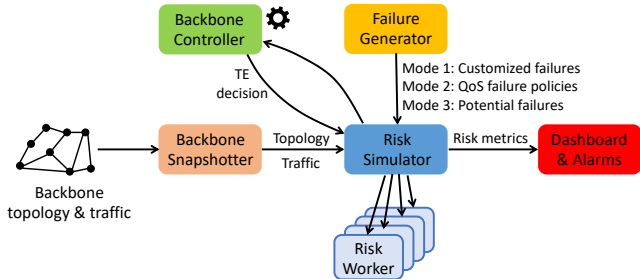 Backbone
Controller
Failure
Generator
TE
decision
Mode 1: Customized failures
Mode 2: QoS failure policies
Mode 3: Potential failures
Backbone
Snapshotter
Topology
Traffic
Risk
Simulator
Risk metrics
Dashboard
& Alarms
Backbone
topology & traffic
Risk
Worker